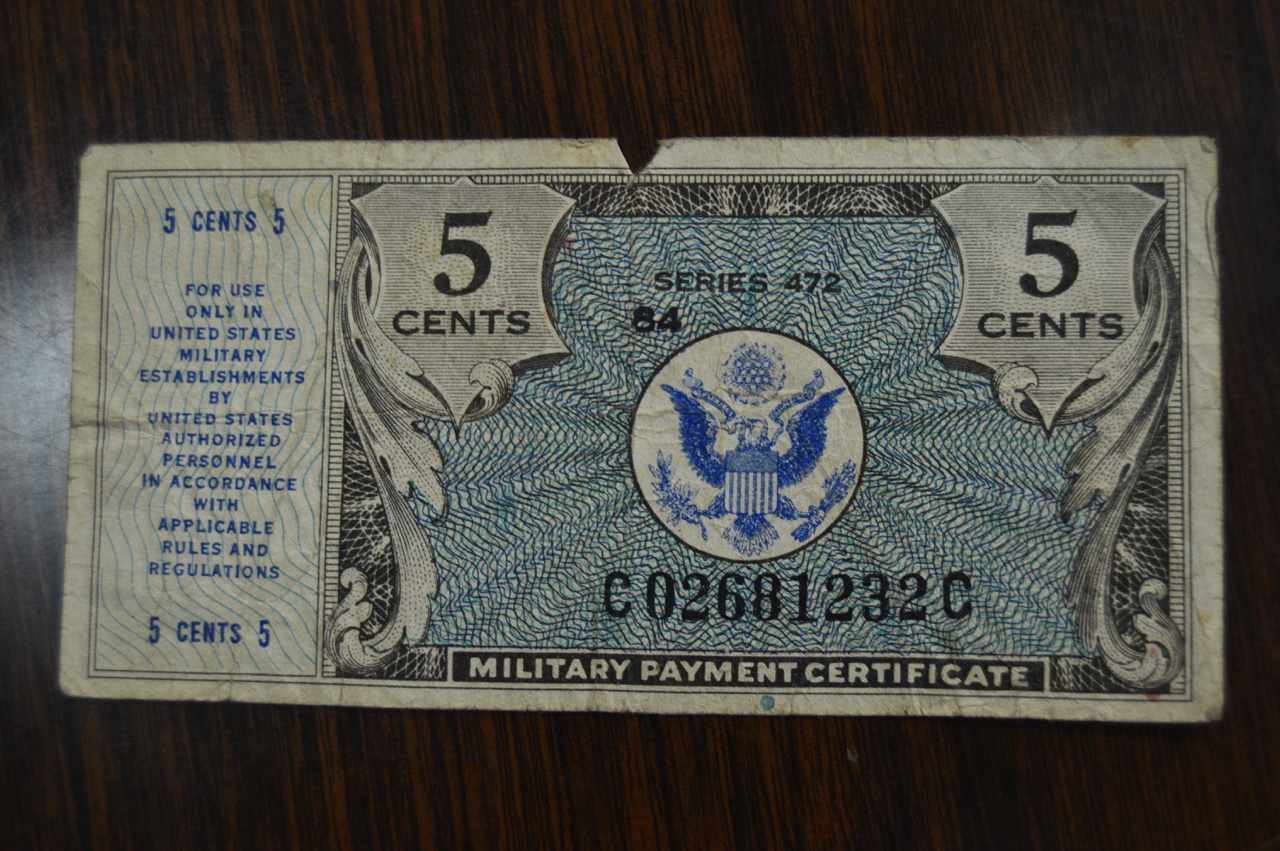 5 CENTS 5
FOR USE
ONLY IN
UNITED STATES
MILITARY
ESTABLISHMENTS
BY
UNITED STATES
AUTHORIZED
PERSONNEL
IN ACCORDANCE
WITH
APPLICABLE
RULES AND
REGULATIONS
5 CENTS 5
5
CENTS
SERIES 472
84
5
CENTS
C02681232C
MILITARY PAYMENT CERTIFICATE